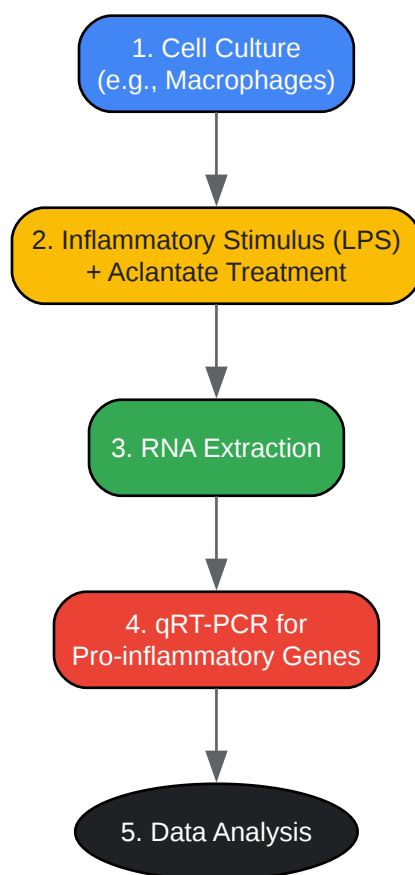 1. Cell Culture
(e.g., Macrophages)
2. Inflammatory Stimulus (LPS)
+ Aclantate Treatment
3. RNA Extraction
4. qRT-PCR for
Pro-inflammatory Genes
5. Data Analysis